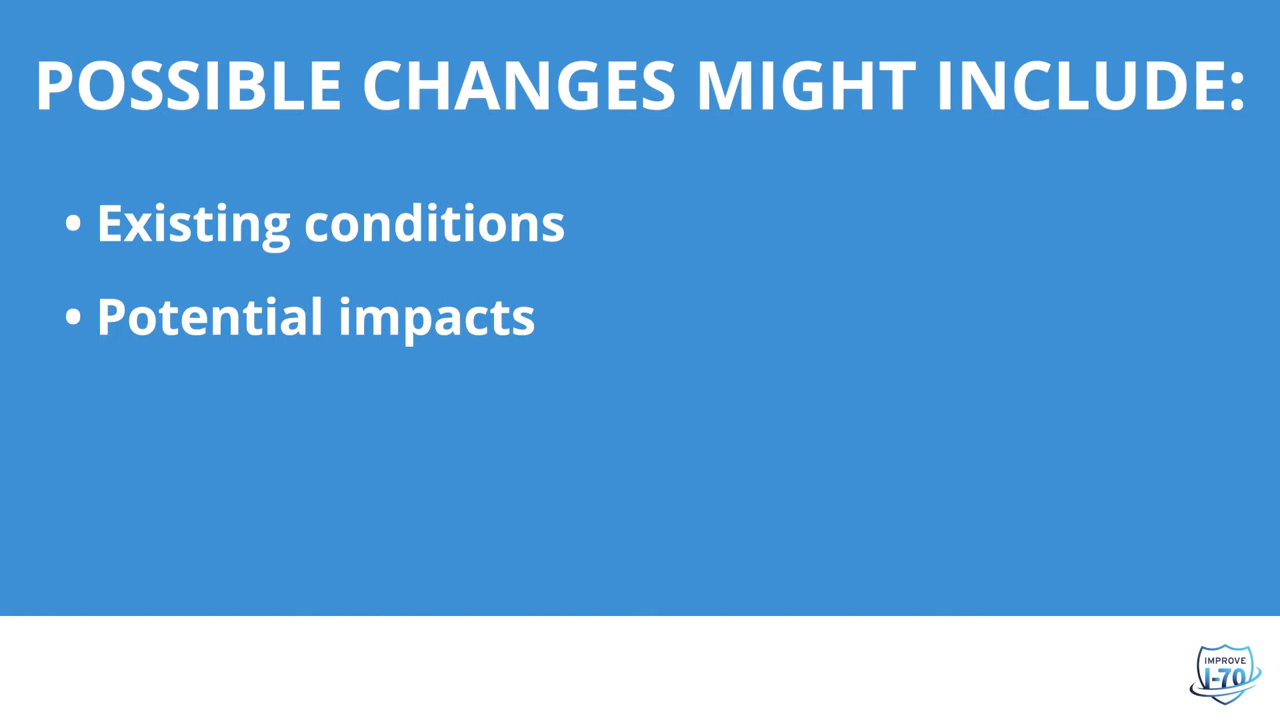 POSSIBLE CHANGES MIGHT INCLUDE:
• Existing conditions
• Potential impacts
IMPROVE
I-70